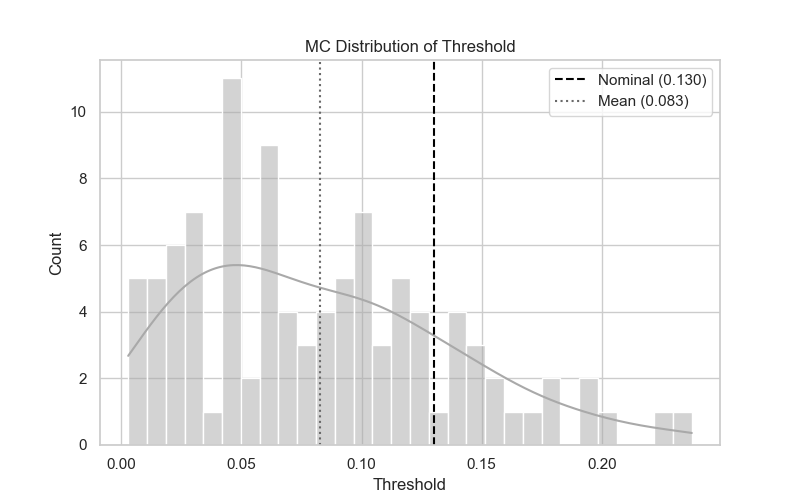 MC Distribution of Threshold
Nominal (0.130)
Mean (0.083)
Count
10
8
6
4
2
0
0.00 0.05 0.10 0.15 0.20
Threshold